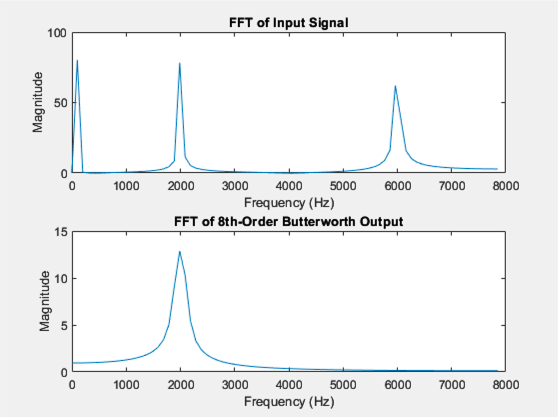 FFT of Input Signal
100
50
0
Magnitude
0 1000 2000 3000 4000 5000 6000 7000 8000
Frequency (Hz)
FFT of 8th-Order Butterworth Output
15
10
5
0
Magnitude
0 1000 2000 3000 4000 5000 6000 7000 8000
Frequency (Hz)